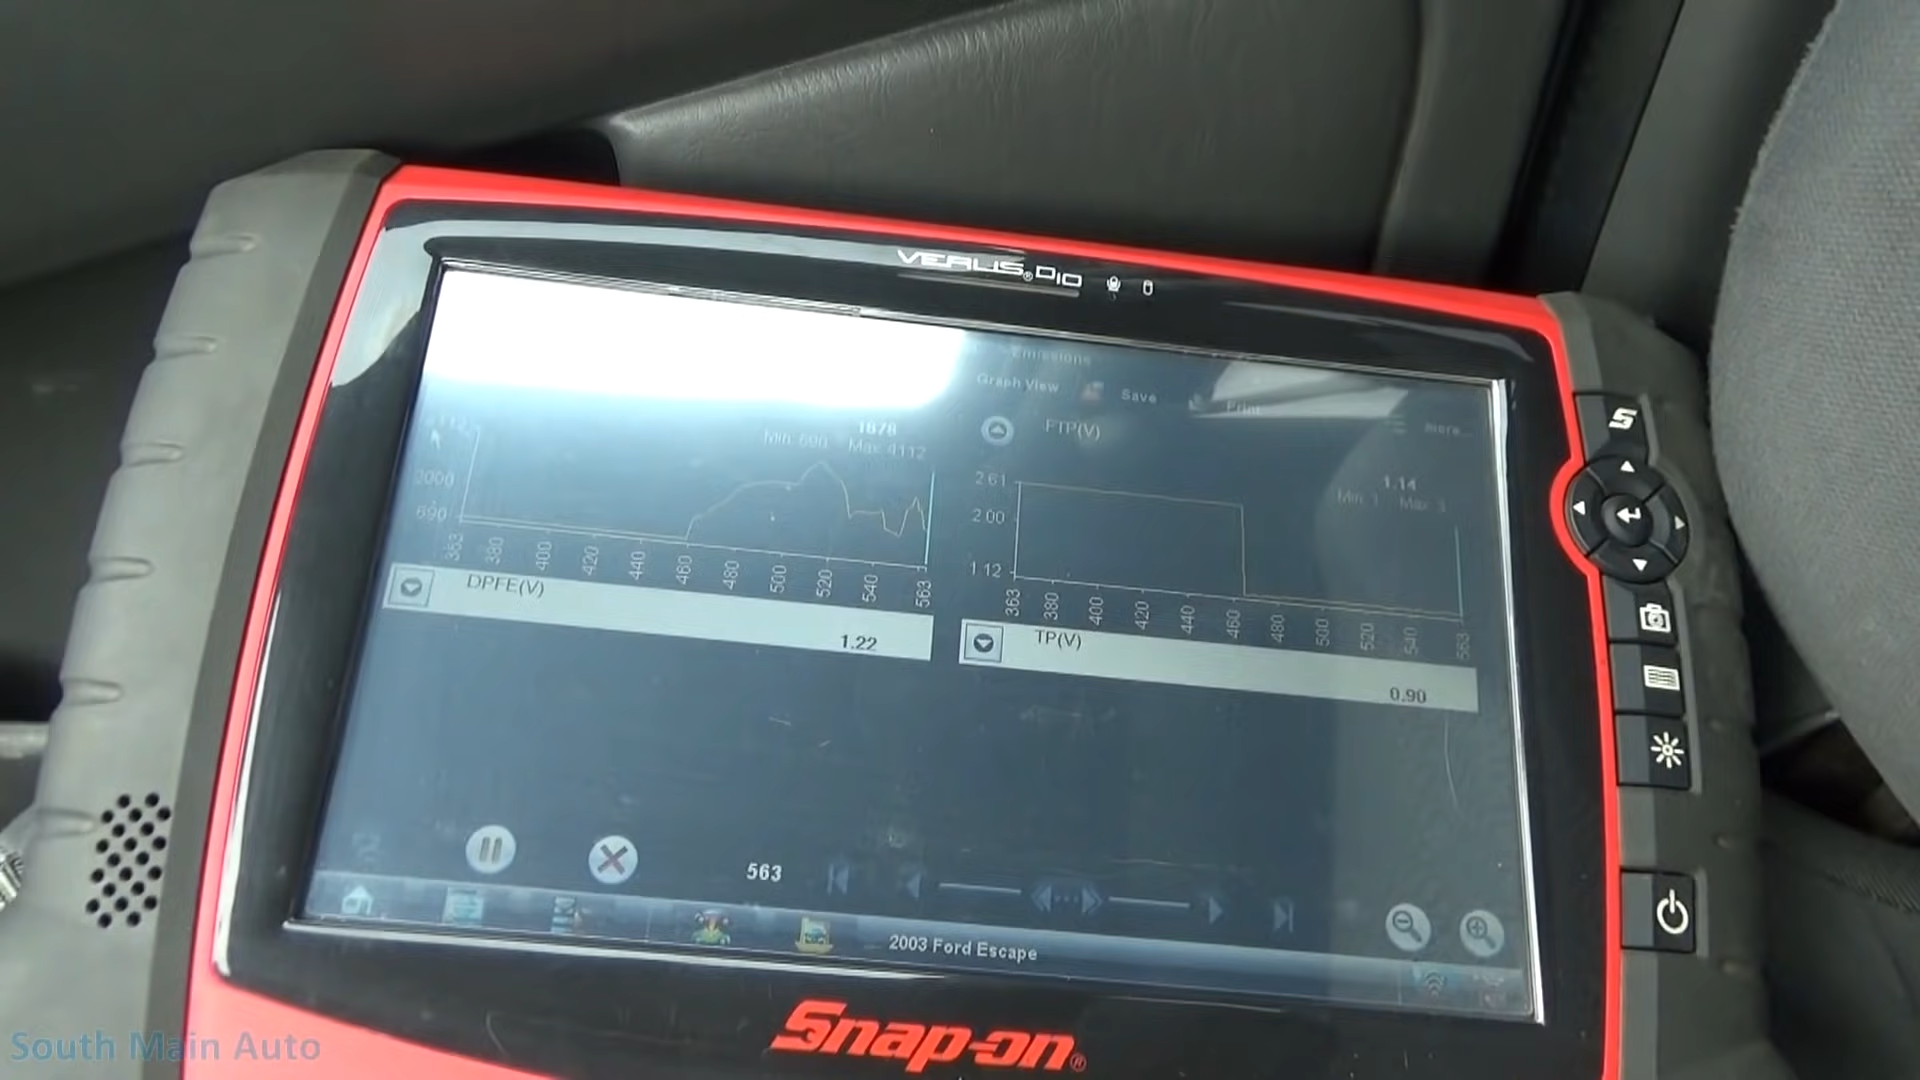 VERUS® D10
Emissions
Graph View Save Print
more...
1878
Min: 690 Max: 4112
4112
2000
690
363 380 400 420 440 460 480 500 520 540 563
FTP(V)
1.14
Min: 1 Max: 3
2.61
2.00
1.12
363 380 400 420 440 460 480 500 520 540 563
DPFE(V)
1.22
TP(V)
0.90
563
2003 Ford Escape
Snap-on®
South Main Auto